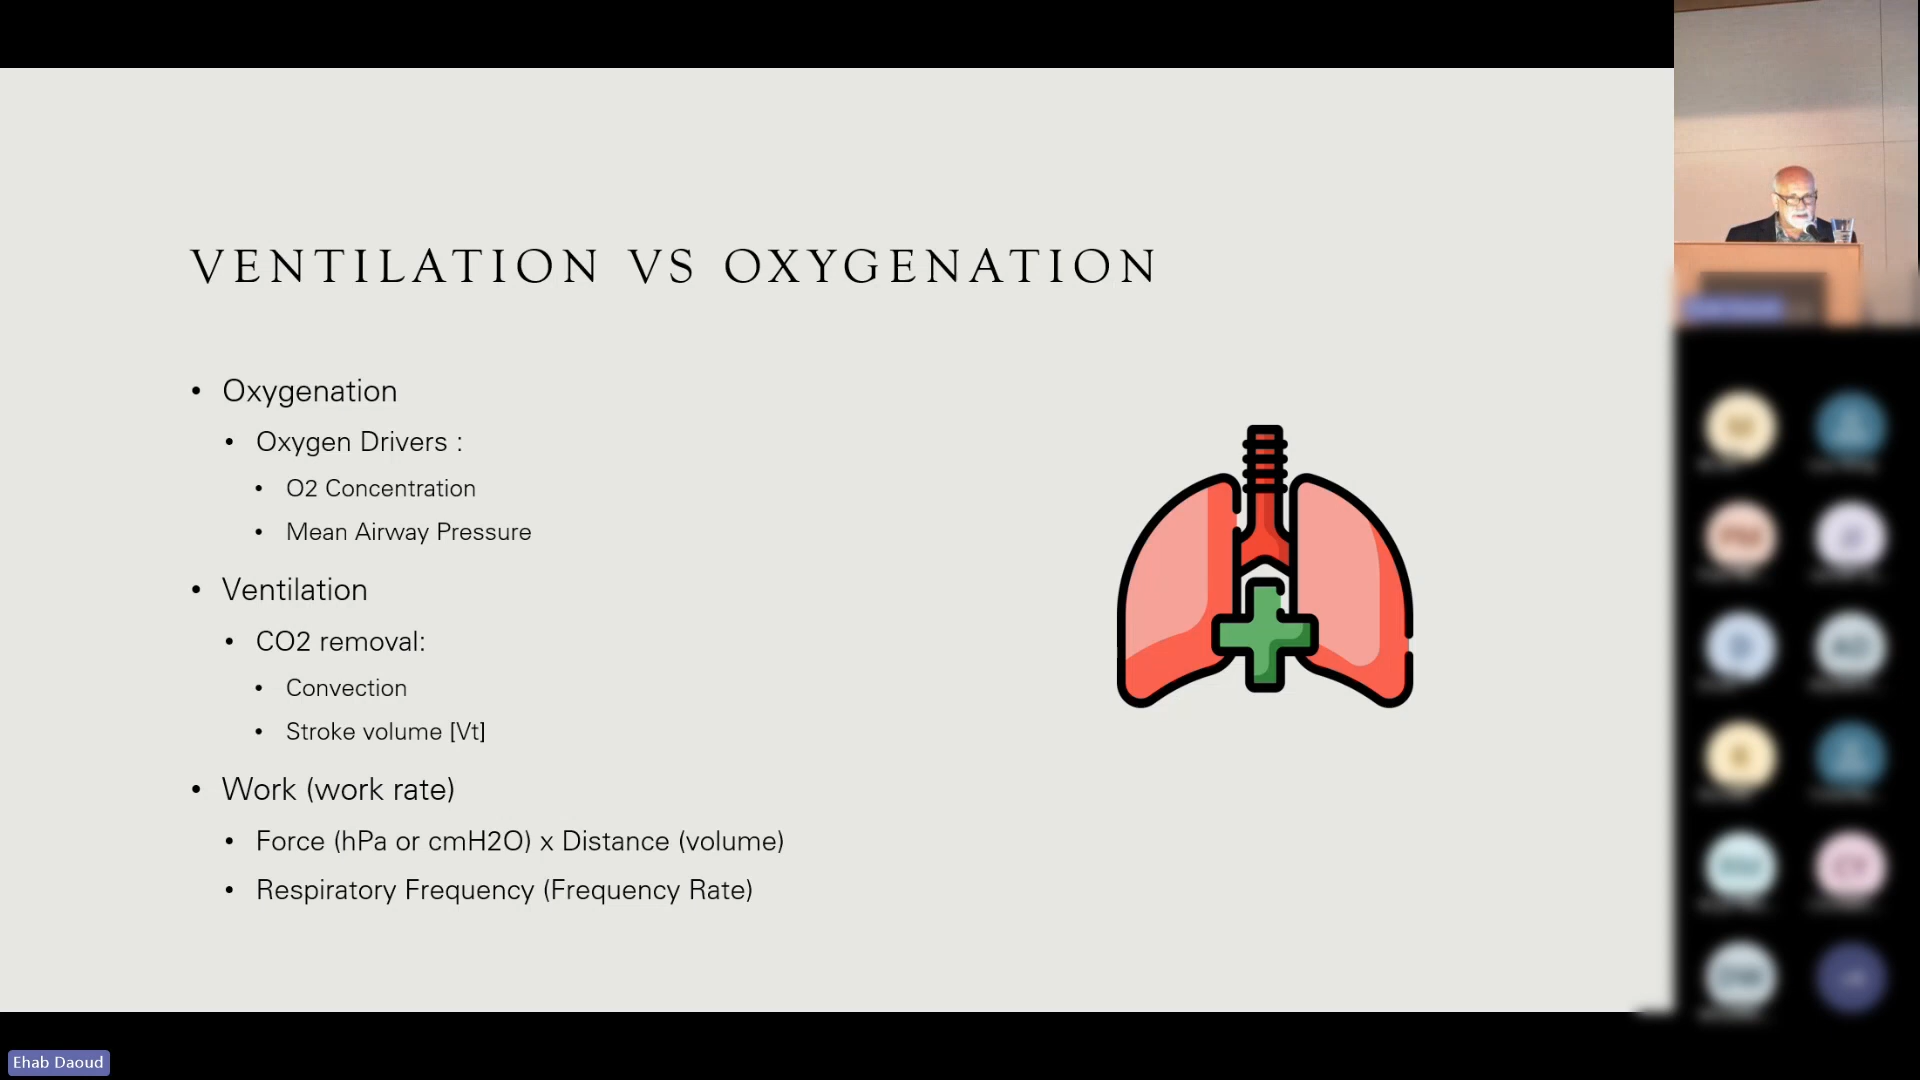 VENTILATION VS OXYGENATION
• Oxygenation
• Oxygen Drivers :
• O2 Concentration
• Mean Airway Pressure
• Ventilation
• CO2 removal:
• Convection
• Stroke volume [Vt]
• Work (work rate)
• Force (hPa or cmH2O) x Distance (volume)
• Respiratory Frequency (Frequency Rate)
Ehab Daoud